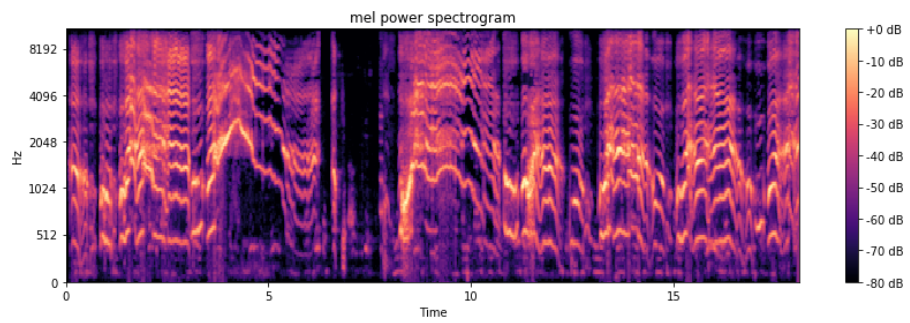 mel power spectrogram
8192
4096
2048
1024
512
0
Hz
0 5 10 15
Time
+0 dB
-10 dB
-20 dB
-30 dB
-40 dB
-50 dB
-60 dB
-70 dB
-80 dB